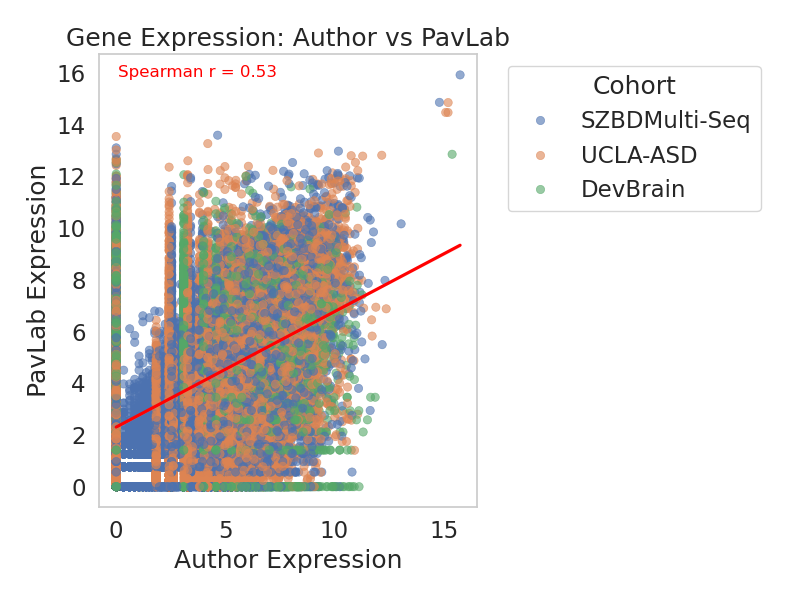 Gene Expression: Author vs PavLab
Spearman r = 0.53
16
14
12
10
8
6
4
2
0
PavLab Expression
0 5 10 15
Author Expression
Cohort
SZBDMulti-Seq
UCLA-ASD
DevBrain